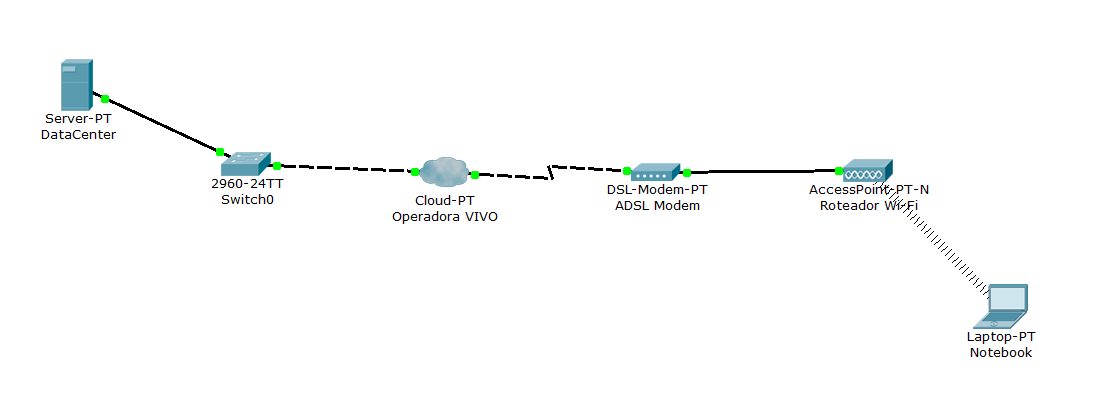 Server-PT
DataCenter
2960-24TT
Switch0
Cloud-PT
Operadora VIVO
DSL-Modem-PT
ADSL Modem
AccessPoint-PT-N
Roteador Wi-Fi
Laptop-PT
Notebook